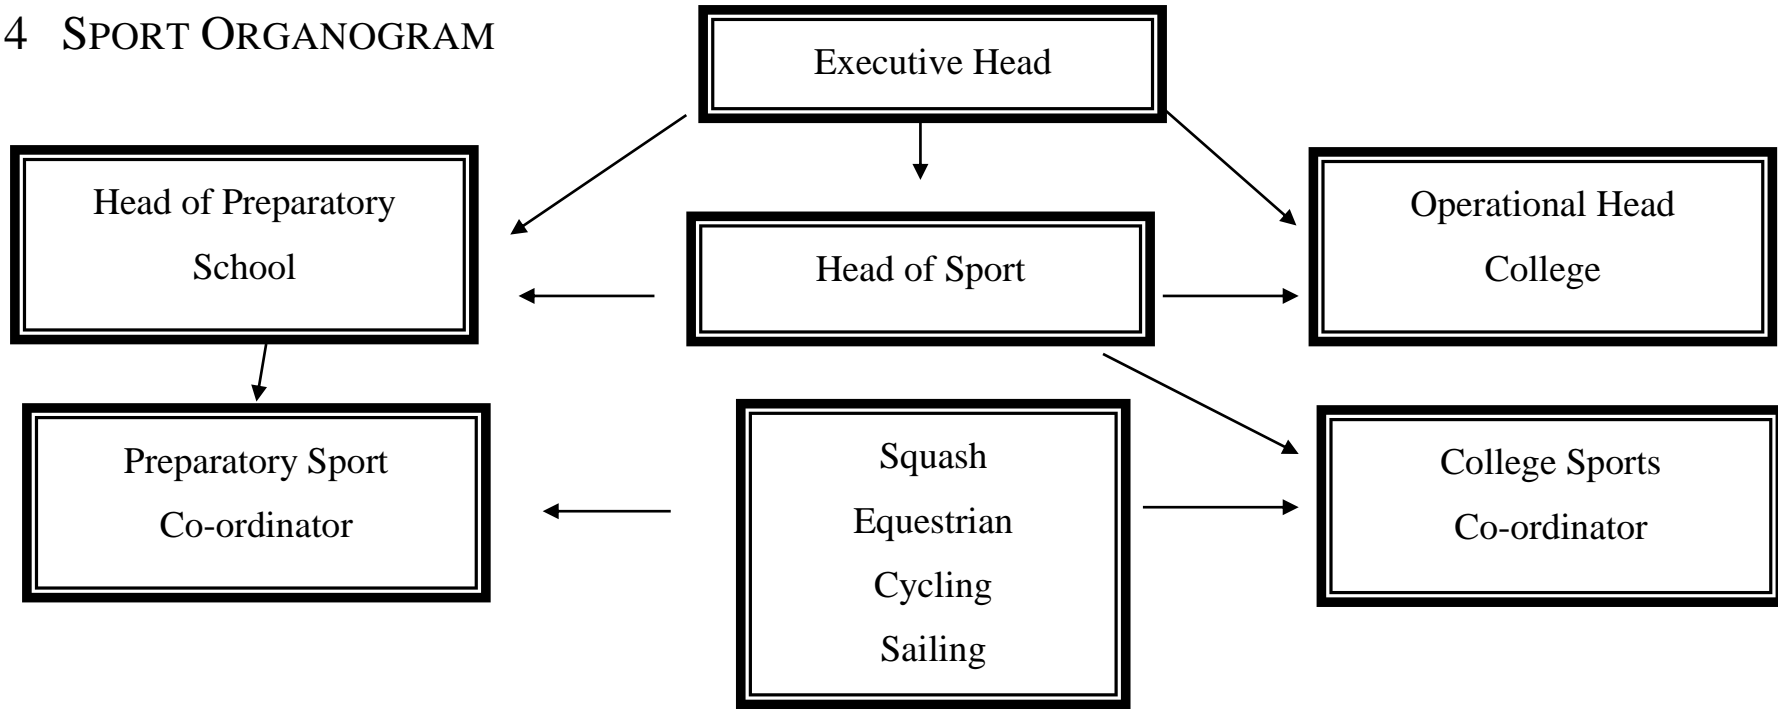 4 SPORT ORGANOGRAM
Executive Head
Head of Preparatory
School
Head of Sport
Operational Head
College
Preparatory Sport
Co-ordinator
Squash
Equestrian
Cycling
Sailing
College Sports
Co-ordinator